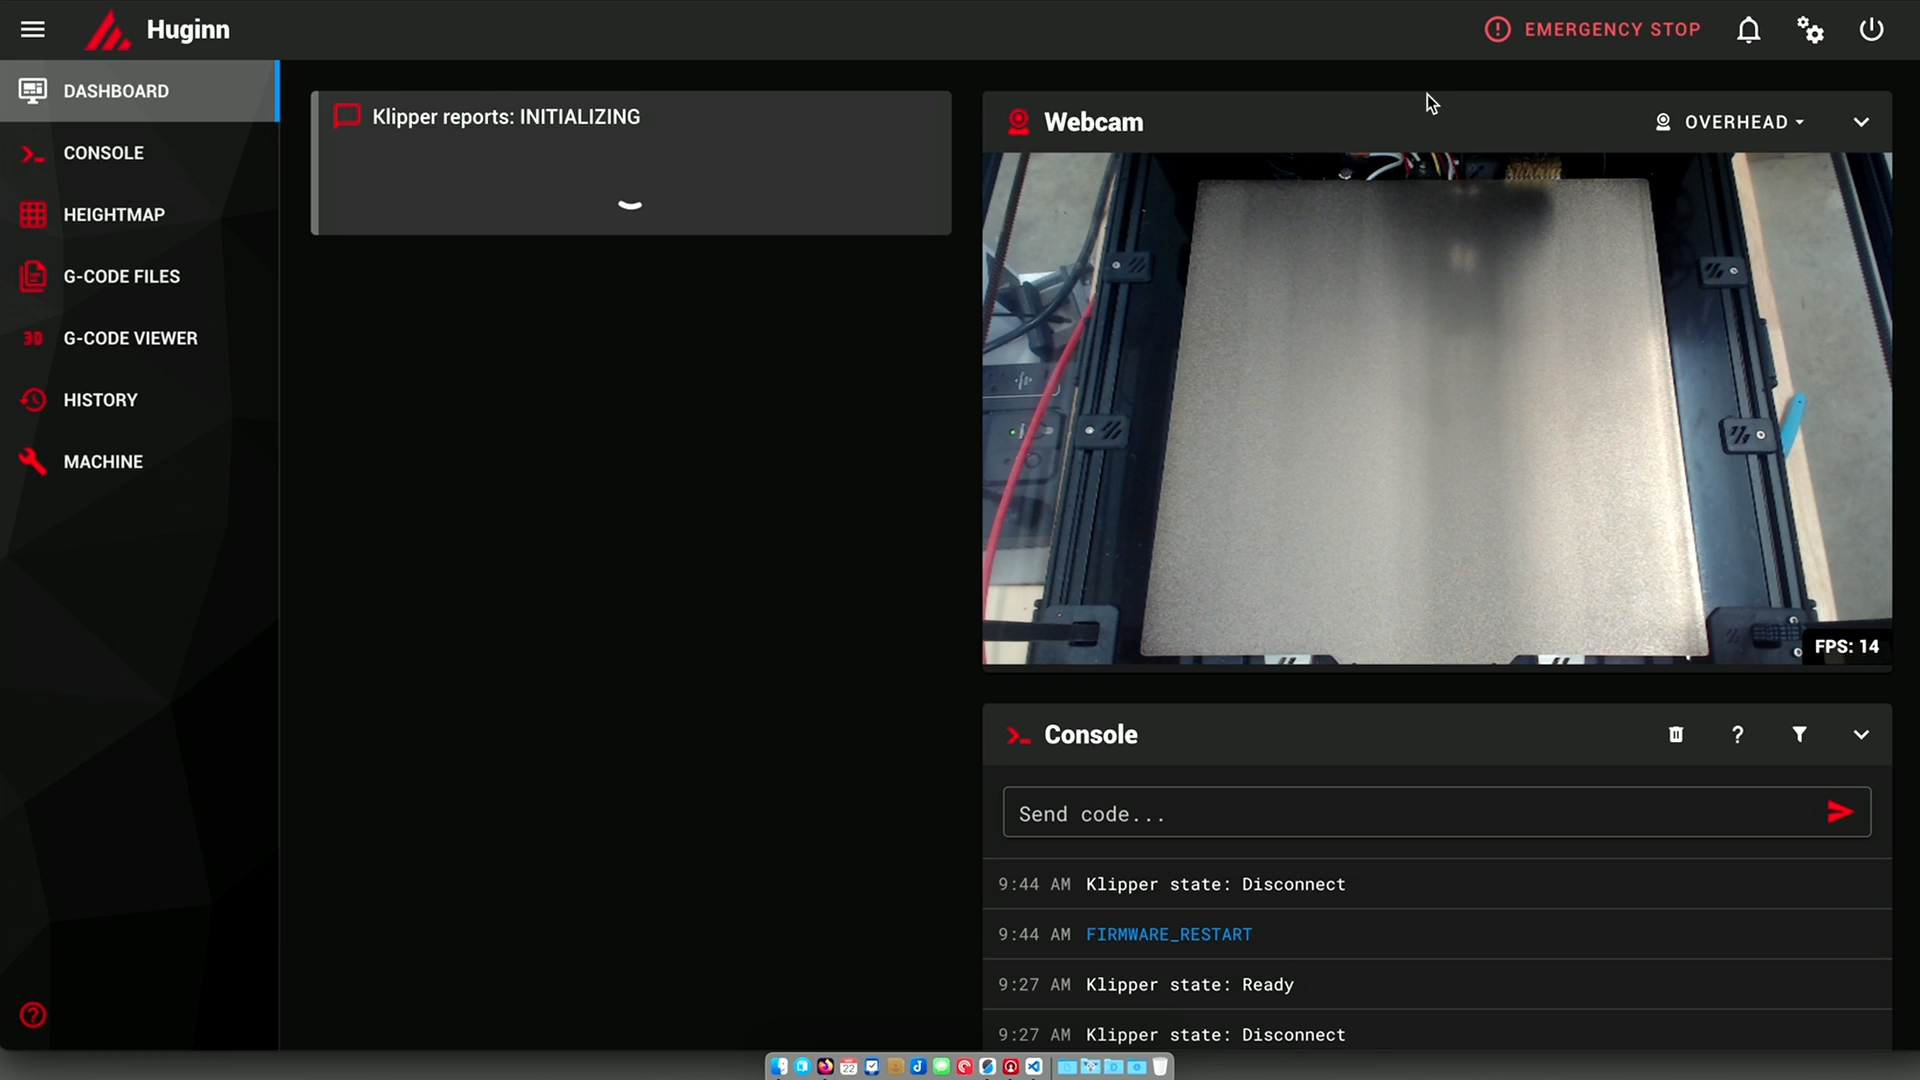 Huginn
EMERGENCY STOP
DASHBOARD
CONSOLE
HEIGHTMAP
G-CODE FILES
3D
G-CODE VIEWER
HISTORY
MACHINE
Klipper reports: INITIALIZING
Webcam
OVERHEAD
FPS: 14
Console
Send code...
9:44 AM Klipper state: Disconnect
9:44 AM FIRMWARE_RESTART
9:27 AM Klipper state: Ready
9:27 AM Klipper state: Disconnect
22